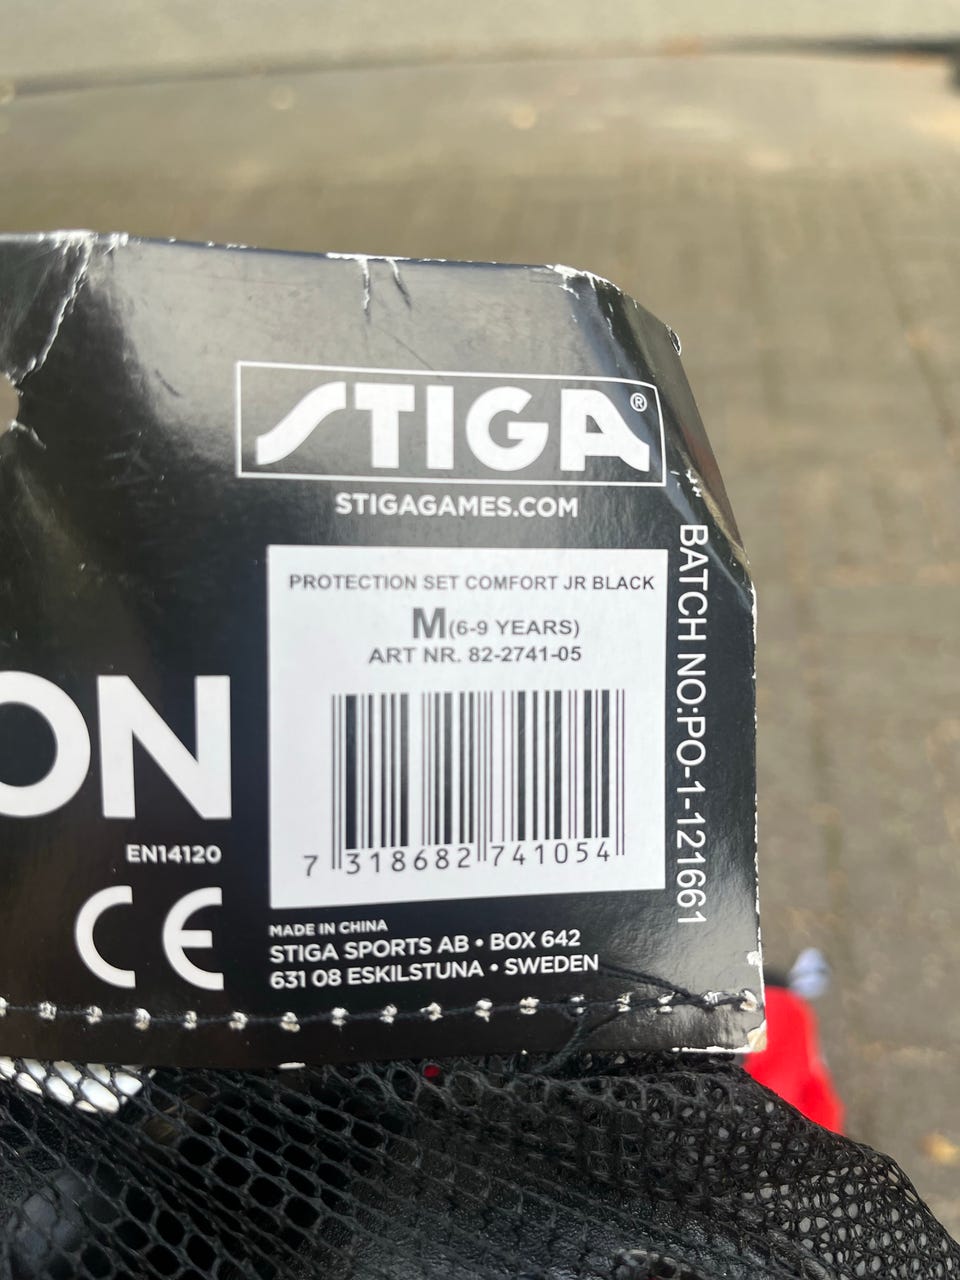 STIGA®
STIGAGAMES.COM
PROTECTION SET COMFORT JR BLACK
M (6-9 YEARS)
ART NR. 82-2741-05
7 318682 741054
BATCH NO:PO-1-121661
ON
EN14120
CE
MADE IN CHINA
STIGA SPORTS AB • BOX 642
631 08 ESKILSTUNA • SWEDEN